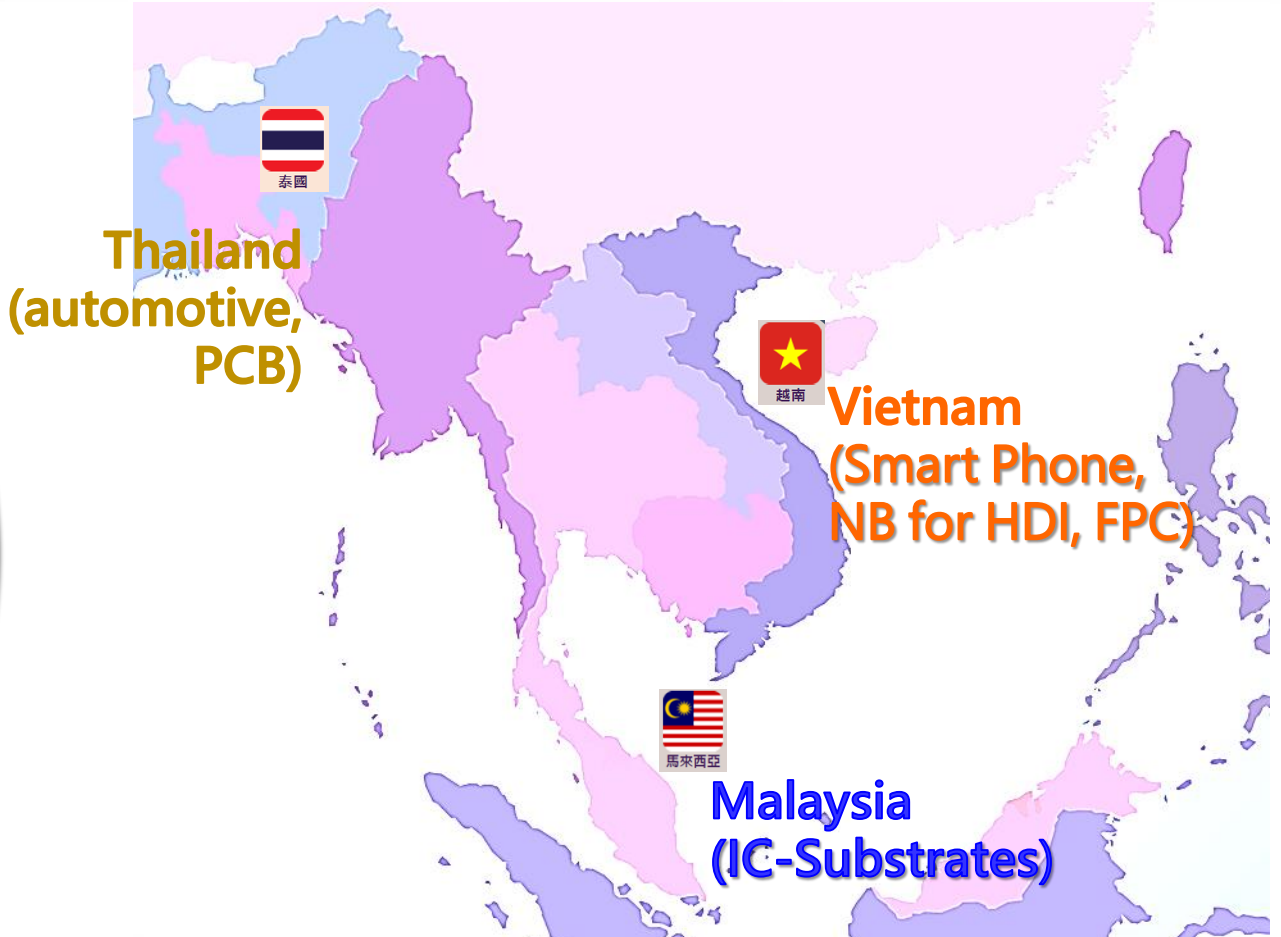 泰國
Thailand
(automotive,
PCB)
越南
Vietnam
(Smart Phone,
NB for HDI, FPC)
馬來西亞
Malaysia
(IC-Substrates)